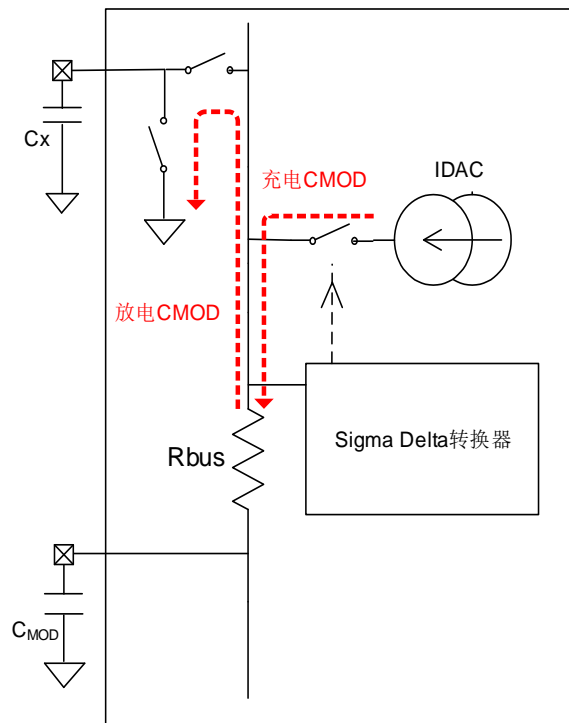 Cx
IDAC
充电CMOD
放电CMOD
Sigma Delta转换器
Rbus
CMOD